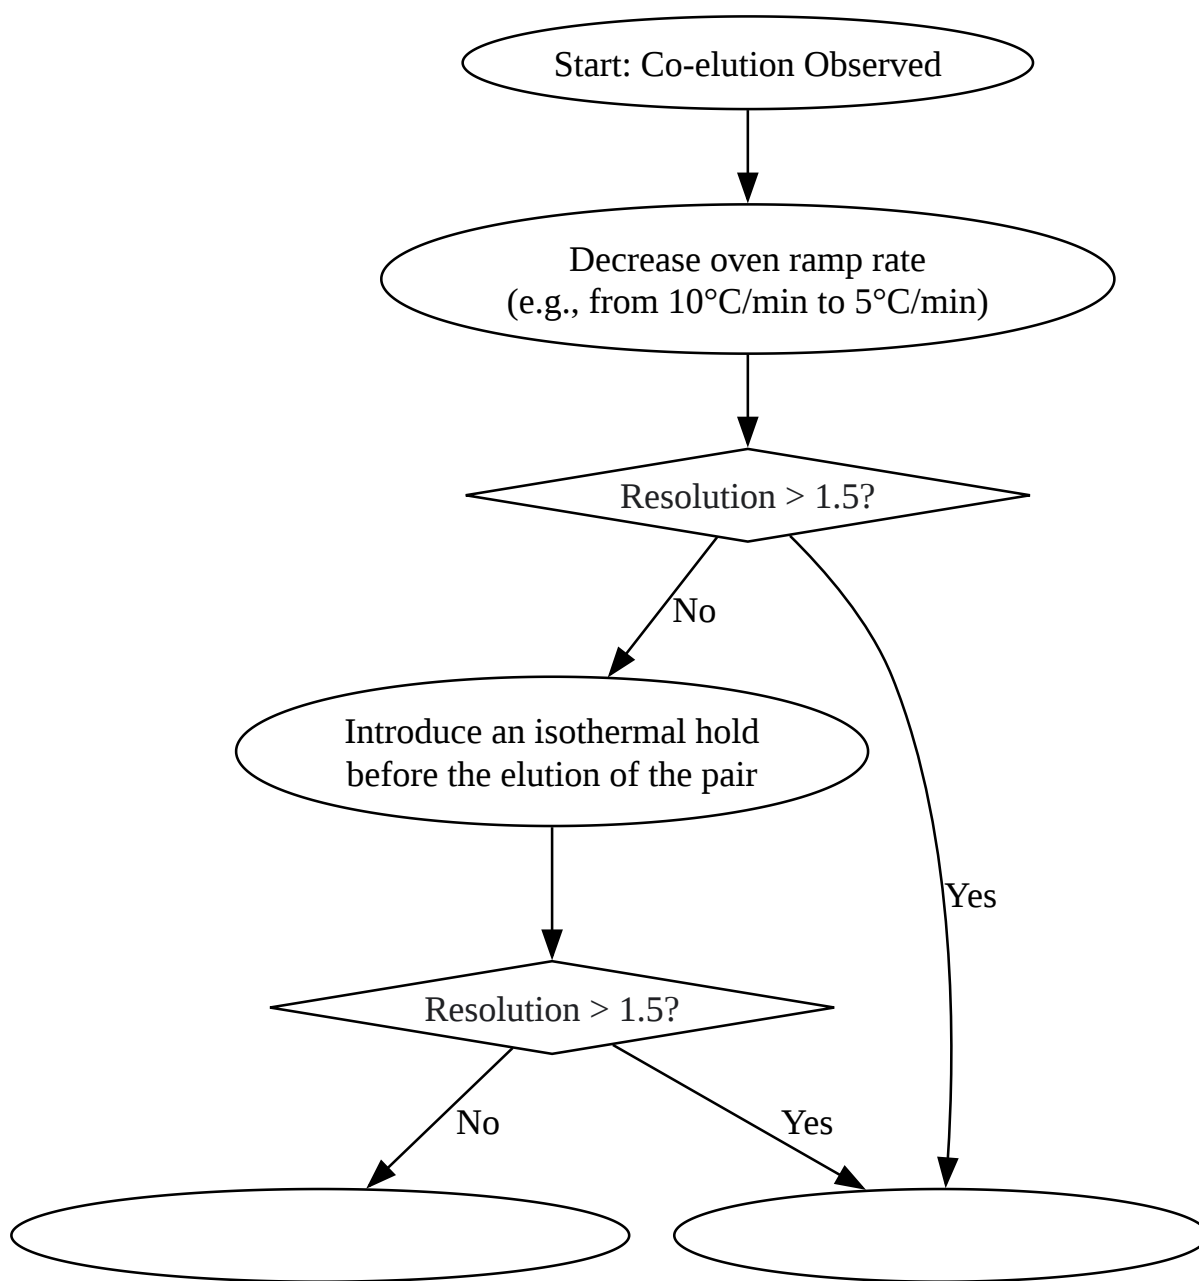 Start: Co-elution Observed
Decrease oven ramp rate
(e.g., from 10°C/min to 5°C/min)
Resolution > 1.5?
No
Introduce an isothermal hold
before the elution of the pair
Yes
Resolution > 1.5?
No
Yes